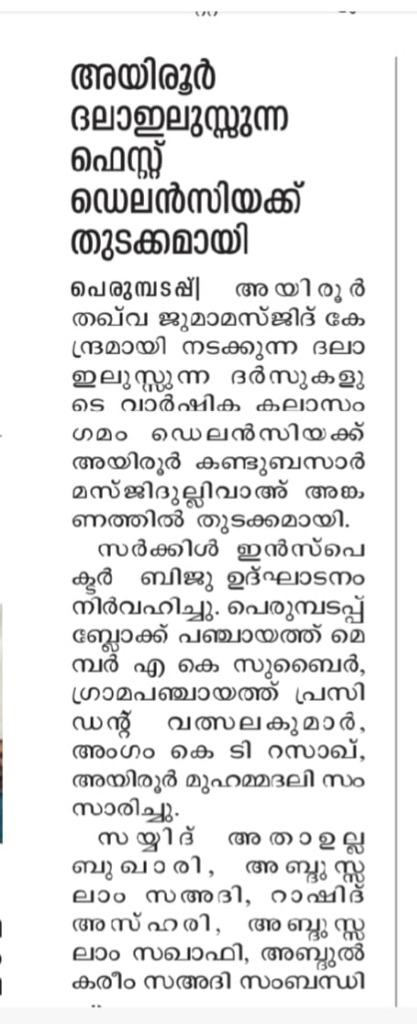 അയിരൂർ
ദലാഇലുസ്സുന്ന
ഫെസ്റ്റ്
ഡെലൻസിയക്ക്
തുടക്കമായി
പെരുമ്പടപ്പ്| അയിരൂർ
തഖ്‌വ ജുമാമസ്ജിദ് കേ
ന്ദ്രമായി നടക്കുന്ന ദലാ
ഇലുസ്സുന്ന ദർസുകളു
ടെ വാർഷിക കലാസം
ഗമം ഡെലൻസിയക്ക്
അയിരൂർ കണ്ടുബസാർ
മസ്ജിദുല്ലിവാഅ് അങ്ക
ണത്തിൽ തുടക്കമായി.
സർക്കിൾ ഇൻസ്പെ
ക്ടർ ബിജു ഉദ്ഘാടനം
നിർവഹിച്ചു. പെരുമ്പടപ്പ്
ബ്ലോക്ക് പഞ്ചായത്ത് മെ
മ്പർ എ കെ സുബൈർ,
ഗ്രാമപഞ്ചായത്ത് പ്രസി
ഡന്റ് വത്സലകുമാർ,
അംഗം കെ ടി റസാഖ്,
അയിരൂർ മുഹമ്മദലി സം
സാരിച്ചു.
സയ്യിദ് അതാഉല്ല
ബുഖാരി, അബ്ദുസ്സ
ലാം സഅദി, റാഷിദ്
അസ്ഹരി, അബ്ദുസ്സ
ലാം സഖാഫി, അബ്ദുൽ
കരീം സഅദി സംബന്ധി